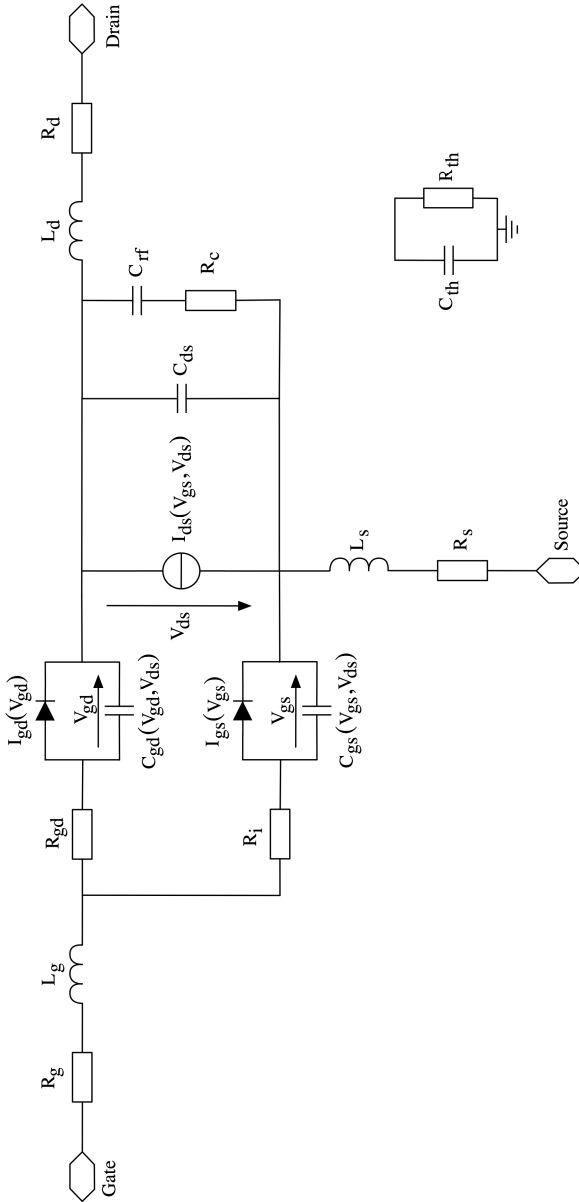 Gate
R_g
L_g
R_gd
I_gd(V_gd)
V_gd
C_gd(V_gd,V_ds)
R_i
I_gs(V_gs)
V_gs
C_gs(V_gs,V_ds)
V_ds
I_ds(V_gs,V_ds)
L_s
R_s
Source
C_ds
C_rf
R_c
L_d
R_d
Drain
C_th
R_th